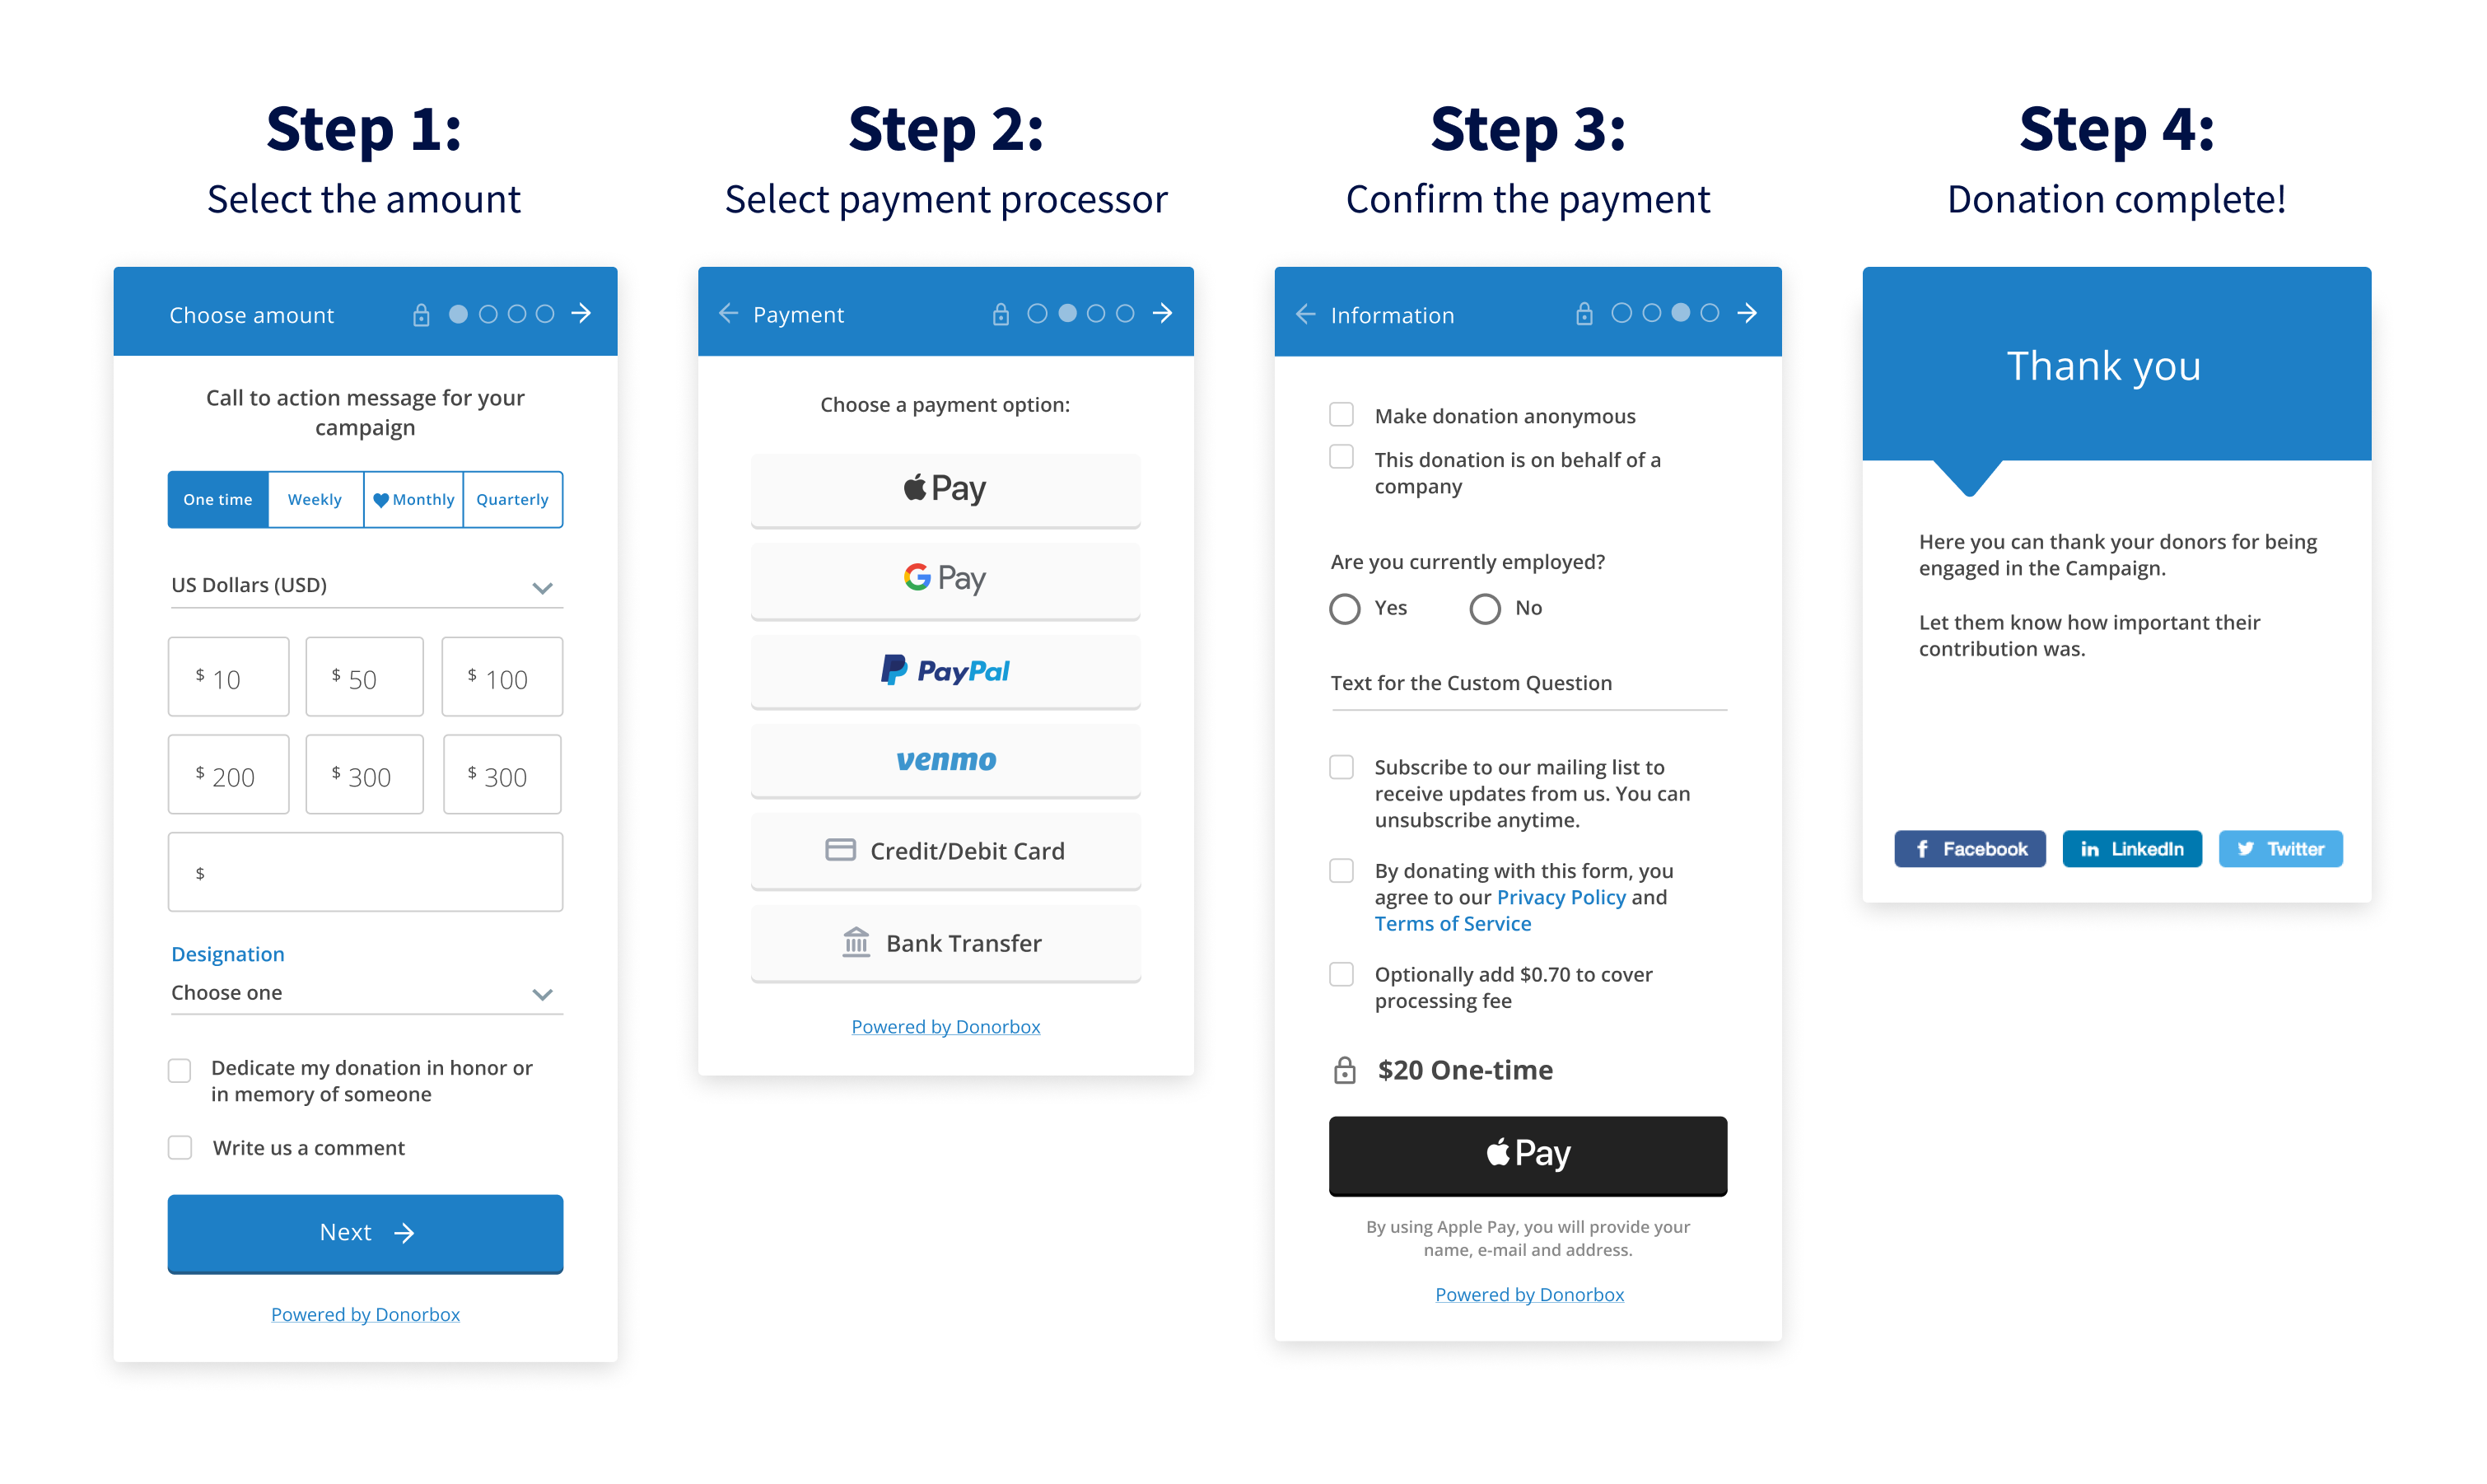 Step 1:
Select the amount
Choose amount
Call to action message for your
campaign
One time
Weekly
Monthly
Quarterly
US Dollars (USD)
$ 10
$ 50
$ 100
$ 200
$ 300
$ 300
$
Designation
Choose one
Dedicate my donation in honor or
in memory of someone
Write us a comment
Next
Powered by Donorbox
Step 2:
Select payment processor
Payment
Choose a payment option:
Pay
G Pay
PayPal
venmo
Credit/Debit Card
Bank Transfer
Powered by Donorbox
Step 3:
Confirm the payment
Information
Make donation anonymous
This donation is on behalf of a
company
Are you currently employed?
Yes
No
Text for the Custom Question
Subscribe to our mailing list to
receive updates from us. You can
unsubscribe anytime.
By donating with this form, you
agree to our Privacy Policy and
Terms of Service
Optionally add $0.70 to cover
processing fee
$20 One-time
Pay
By using Apple Pay, you will provide your
name, e-mail and address.
Powered by Donorbox
Step 4:
Donation complete!
Thank you
Here you can thank your donors for being
engaged in the Campaign.
Let them know how important their
contribution was.
f Facebook
in LinkedIn
Twitter